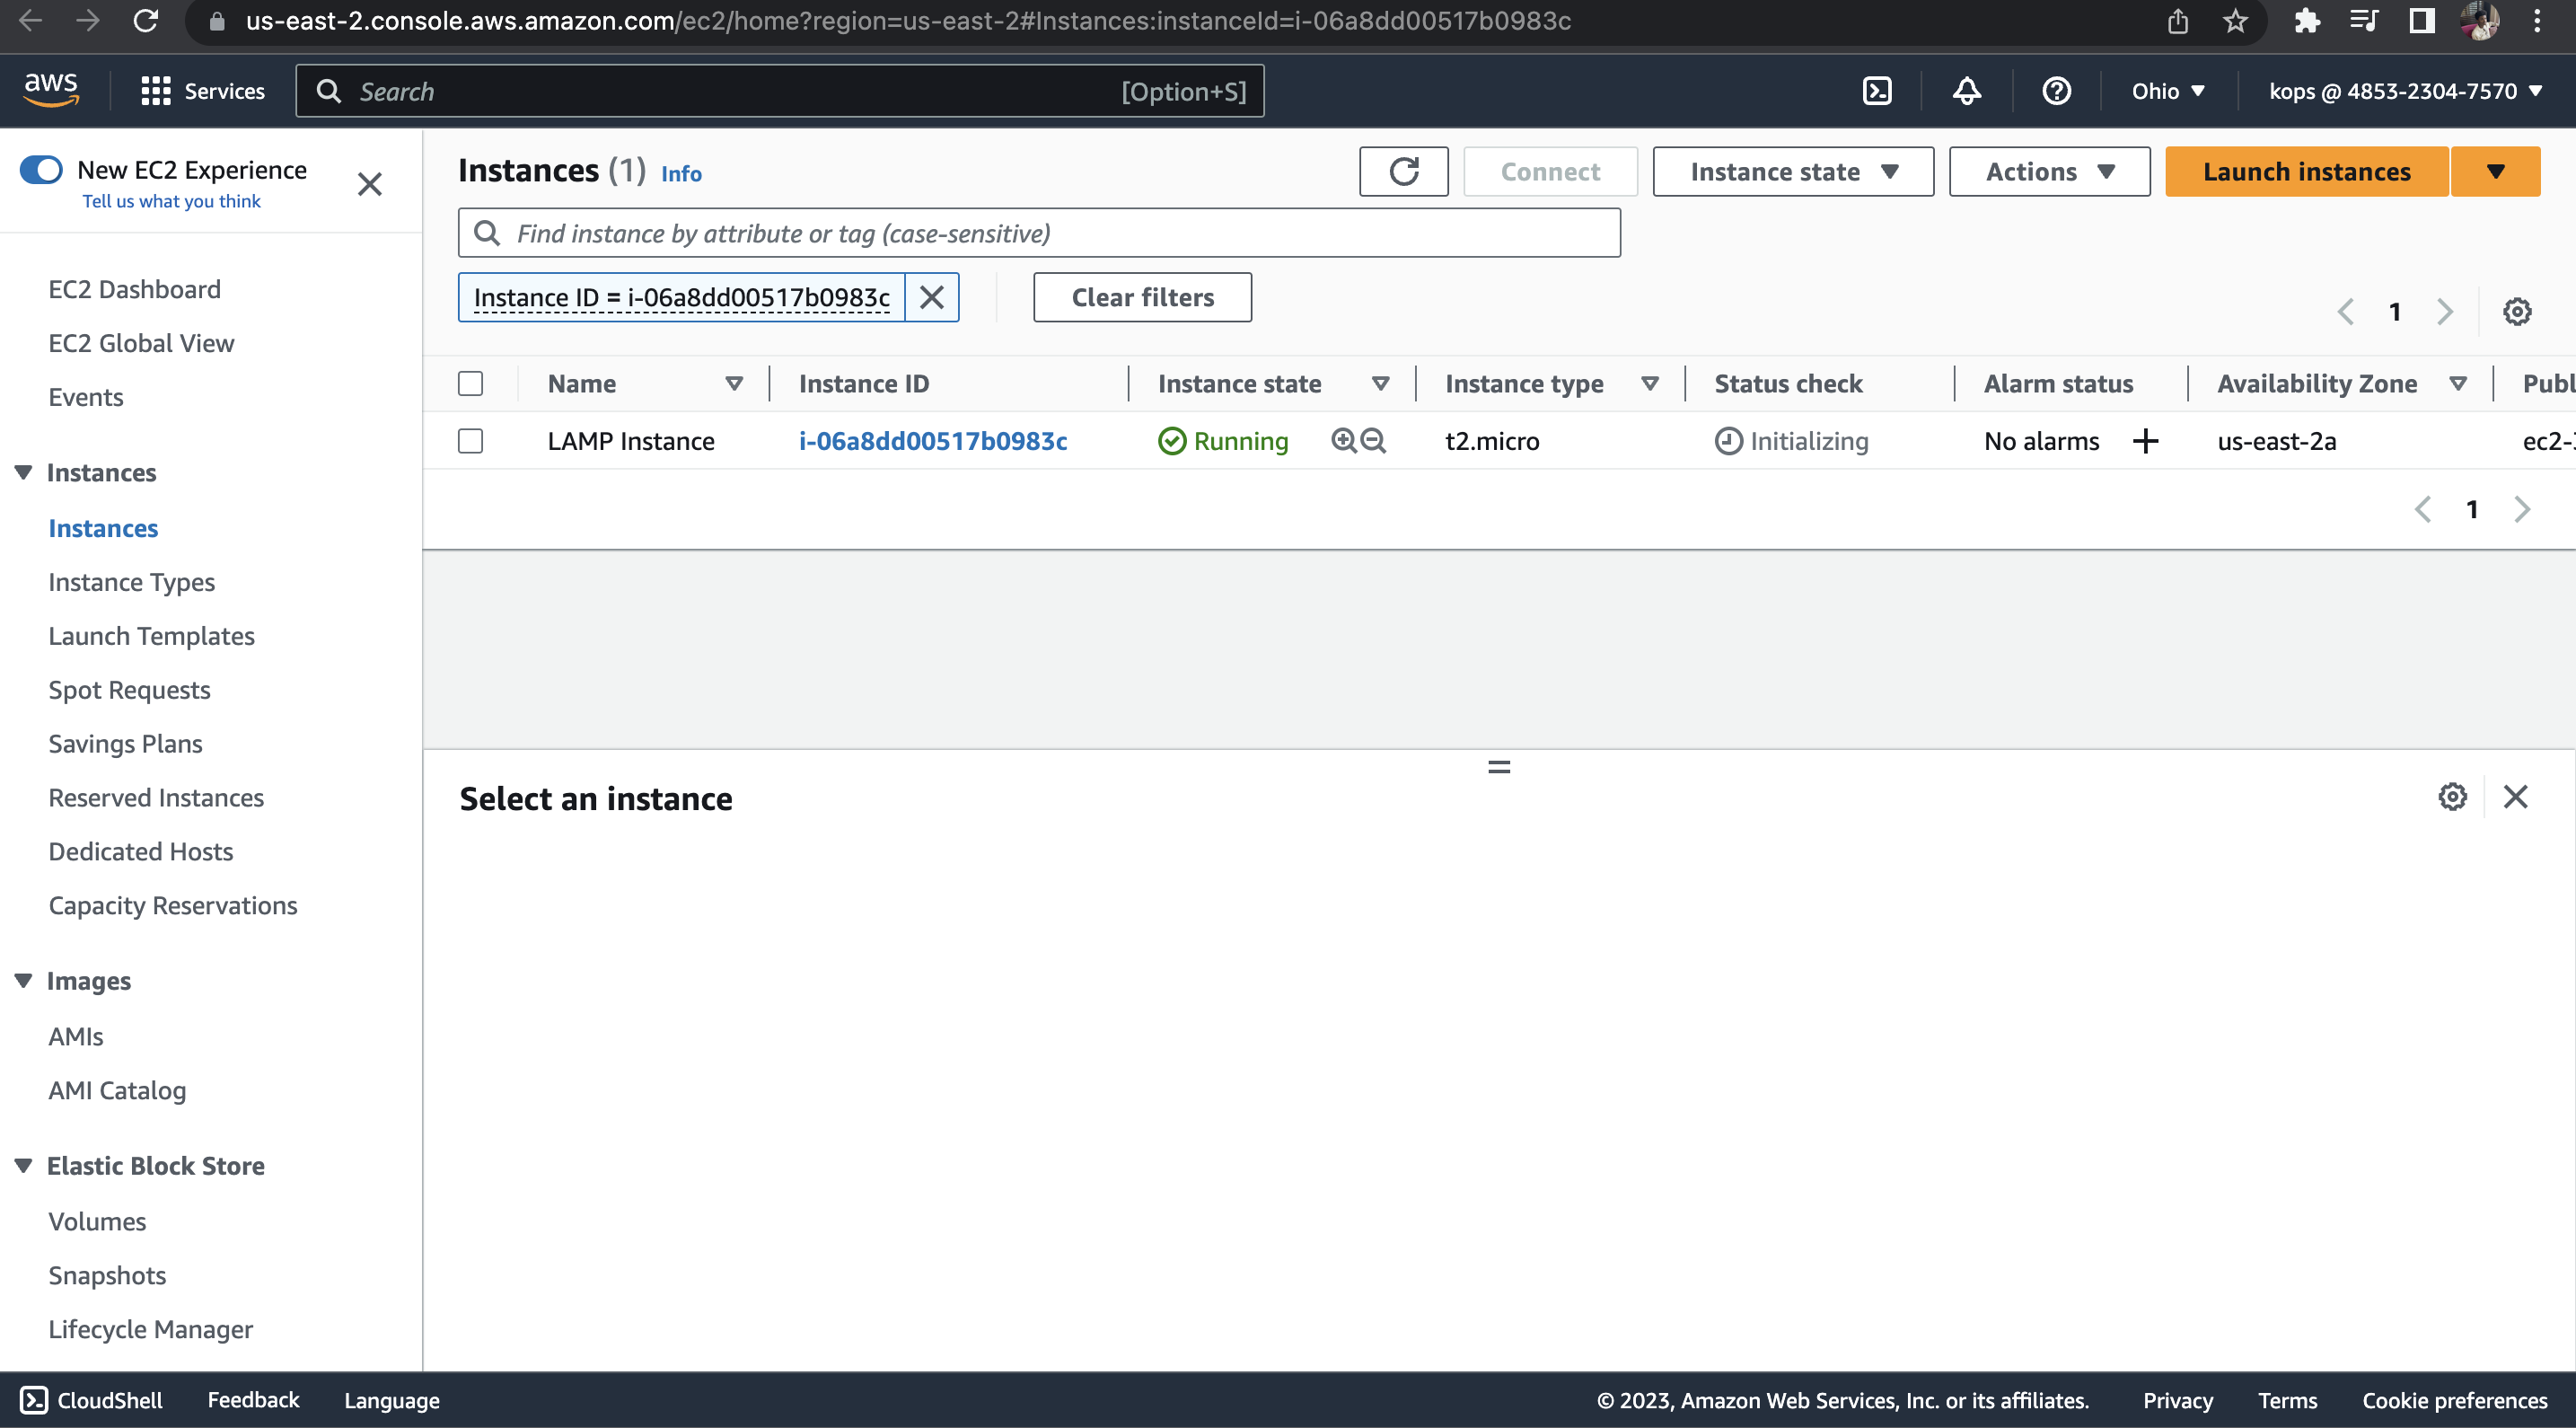 us-east-2.console.aws.amazon.com/ec2/home?region=us-east-2#Instances:instanceId=i-06a8dd00517b0983c
aws
Services
Search
[Option+S]
Ohio
kops @ 4853-2304-7570
New EC2 Experience
Tell us what you think
EC2 Dashboard
EC2 Global View
Events
Instances
Instances
Instance Types
Launch Templates
Spot Requests
Savings Plans
Reserved Instances
Dedicated Hosts
Capacity Reservations
Images
AMIs
AMI Catalog
Elastic Block Store
Volumes
Snapshots
Lifecycle Manager
Instances (1) Info
Connect
Instance state
Actions
Launch instances
Find instance by attribute or tag (case-sensitive)
Instance ID = i-06a8dd00517b0983c
Clear filters
1
Name Instance ID Instance state Instance type Status check Alarm status Availability Zone Publ
LAMP Instance i-06a8dd00517b0983c Running t2.micro Initializing No alarms + us-east-2a ec2-
1
Select an instance
CloudShell Feedback Language
© 2023, Amazon Web Services, Inc. or its affiliates. Privacy Terms Cookie preferences